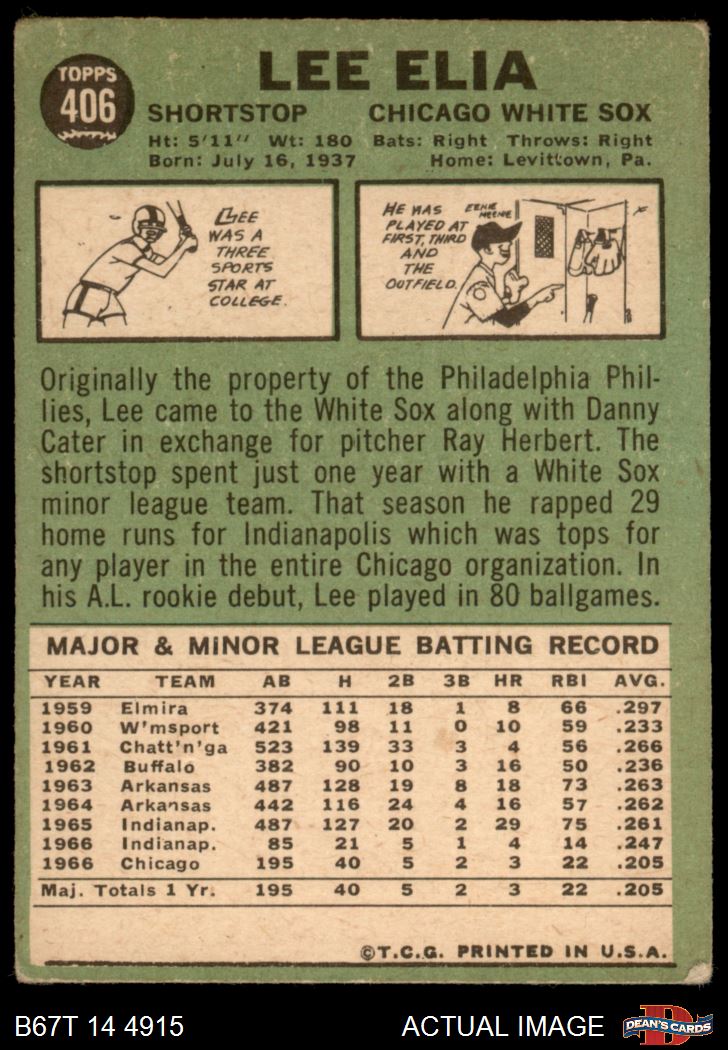 TOPPS
406
LEE ELIA
SHORTSTOP CHICAGO WHITE SOX
Ht: 5'11" Wt: 180 Bats: Right Throws: Right
Born: July 16, 1937 Home: Levittown, Pa.
LEE
WAS A
THREE
SPORTS
STAR AT
COLLEGE.
HE HAS
PLAYED AT
FIRST, THIRD
AND
THE
OUTFIELD.
EENIE
MEENIE
Originally the property of the Philadelphia Phil-
lies, Lee came to the White Sox along with Danny
Cater in exchange for pitcher Ray Herbert. The
shortstop spent just one year with a White Sox
minor league team. That season he rapped 29
home runs for Indianapolis which was tops for
any player in the entire Chicago organization. In
his A.L. rookie debut, Lee played in 80 ballgames.
MAJOR & MINOR LEAGUE BATTING RECORD
YEAR TEAM AB H 2B 3B HR RBI AVG.
1959 Elmira 374 111 18 1 8 66 .297
1960 W'msport 421 98 11 0 10 59 .233
1961 Chatt'n'ga 523 139 33 3 4 56 .266
1962 Buffalo 382 90 10 3 16 50 .236
1963 Arkansas 487 128 19 8 18 73 .263
1964 Arkansas 442 116 24 4 16 57 .262
1965 Indianap. 487 127 20 2 29 75 .261
1966 Indianap. 85 21 5 1 4 14 .247
1966 Chicago 195 40 5 2 3 22 .205
Maj. Totals 1 Yr. 195 40 5 2 3 22 .205
©T.C.G. PRINTED IN U.S.A.
B67T 14 4915 ACTUAL IMAGE
D
DEAN'S CARDS